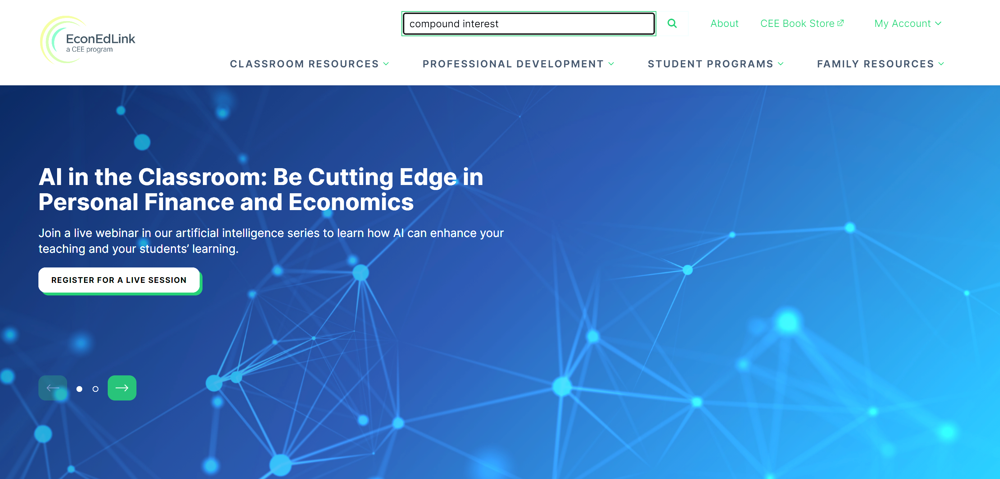 compound interest
About
CEE Book Store
My Account
EconEdLink
a CEE program
CLASSROOM RESOURCES
PROFESSIONAL DEVELOPMENT
STUDENT PROGRAMS
FAMILY RESOURCES
AI in the Classroom: Be Cutting Edge in
Personal Finance and Economics
Join a live webinar in our artificial intelligence series to learn how AI can enhance your
teaching and your students’ learning.
REGISTER FOR A LIVE SESSION